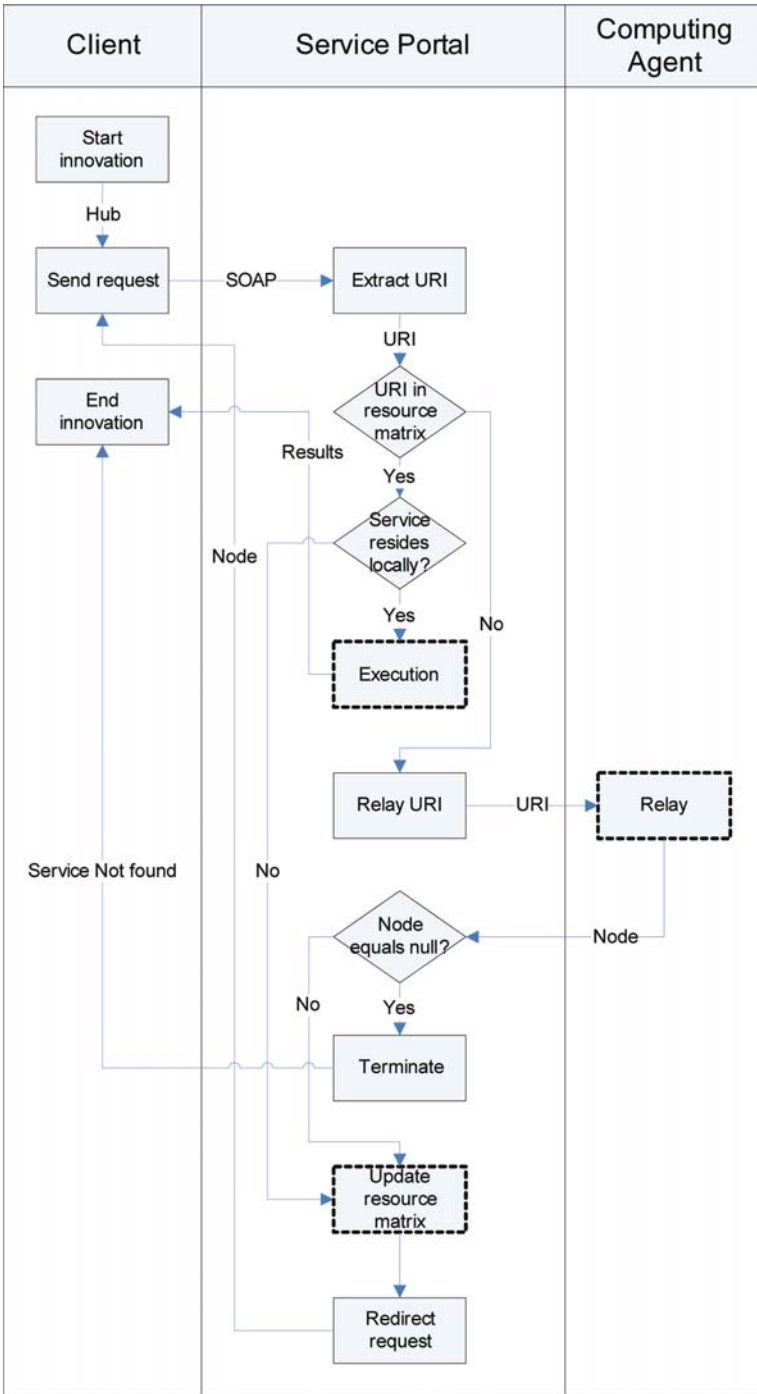 Client
Service Portal
Computing
Agent
Start
innovation
Hub
Send request
SOAP
Extract URI
URI
URI in
resource
matrix
End
innovation
Results
Yes
Service
resides
locally?
Node
Yes
No
Execution
Relay URI
URI
Relay
Service Not found
No
Node
equals null?
Node
No
Yes
Terminate
Update
resource
matrix
Redirect
request